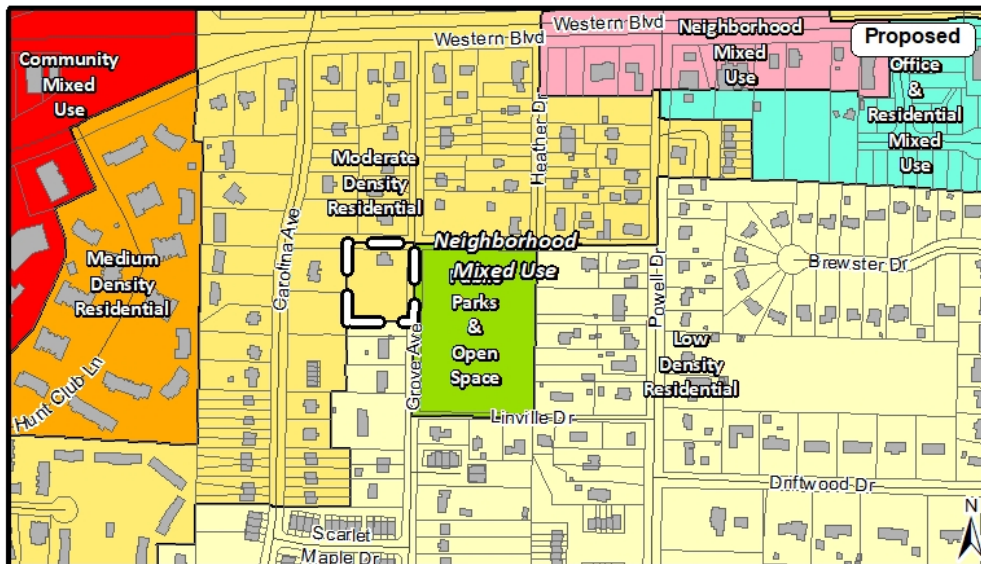 Western Blvd
Neighborhood
Mixed
Use
Proposed
Western Blvd
Community
Mixed
Use
Office
&
Residential
Mixed
Use
Heather Dr
Moderate
Density
Residential
Carolina Ave
Neighborhood
Mixed Use
Parks
&
Open
Space
Medium
Density
Residential
Brewster Dr
Powell Dr
Low
Density
Residential
Grove Ave
Hunt Club Ln
Linville Dr
Driftwood Dr
N
Scarlet
Maple Dr